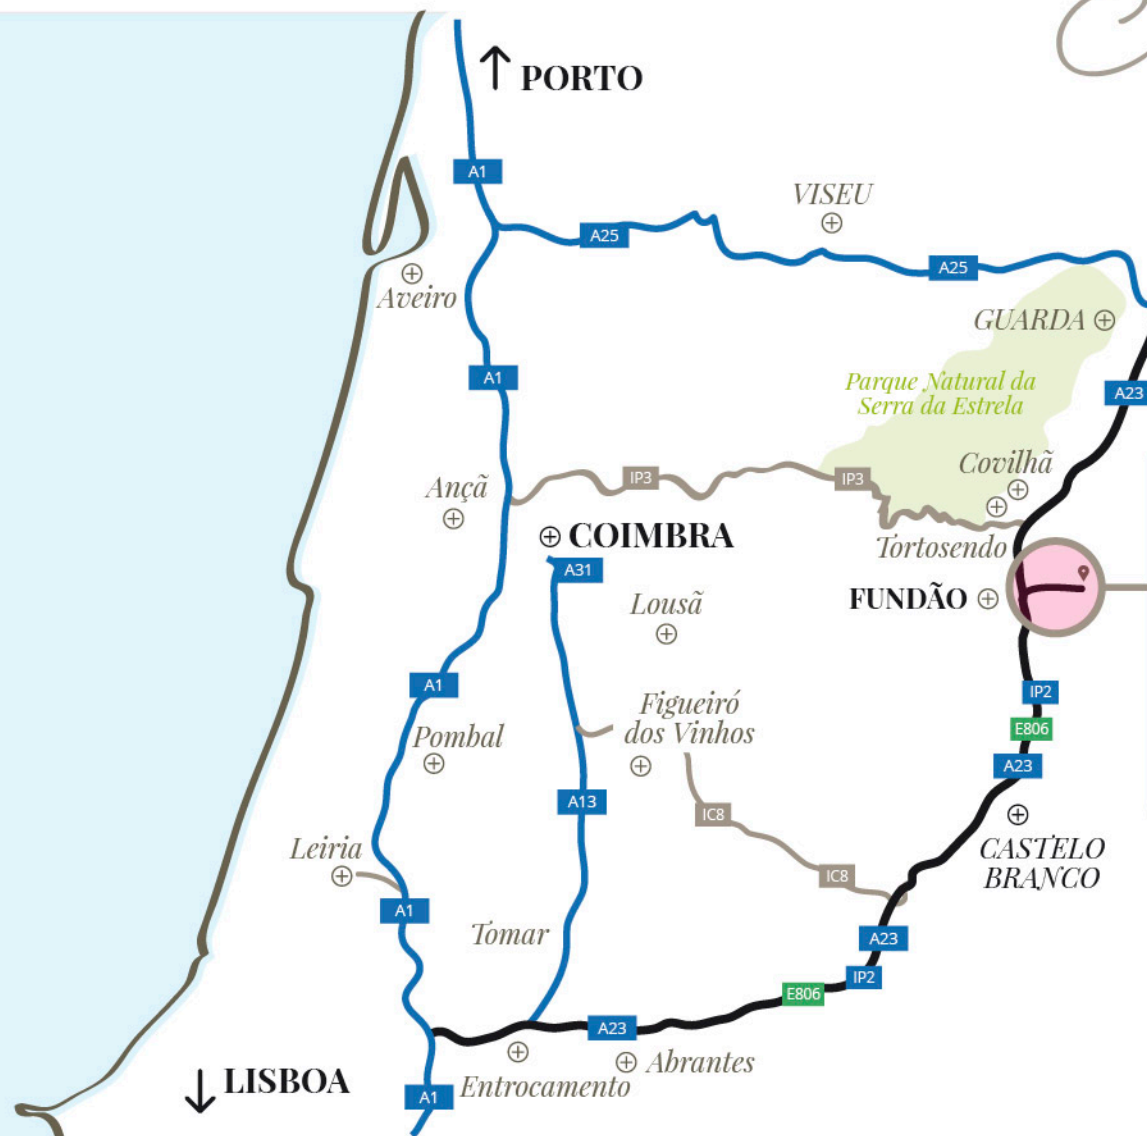 PORTO
A1
VISEU
A25
A25
Aveiro
GUARDA
A1
Parque Natural da
Serra da Estrela
A23
Covilhã
IP3
IP3
Ançã
COIMBRA
Tortosendo
A31
FUNDÃO
Lousã
A1
IP2
Figueiró
dos Vinhos
E806
Pombal
A23
A13
IC8
Leiria
CASTELO
BRANCO
IC8
A1
Tomar
A23
IP2
E806
A23
Abrantes
LISBOA
Entrocamento
A1